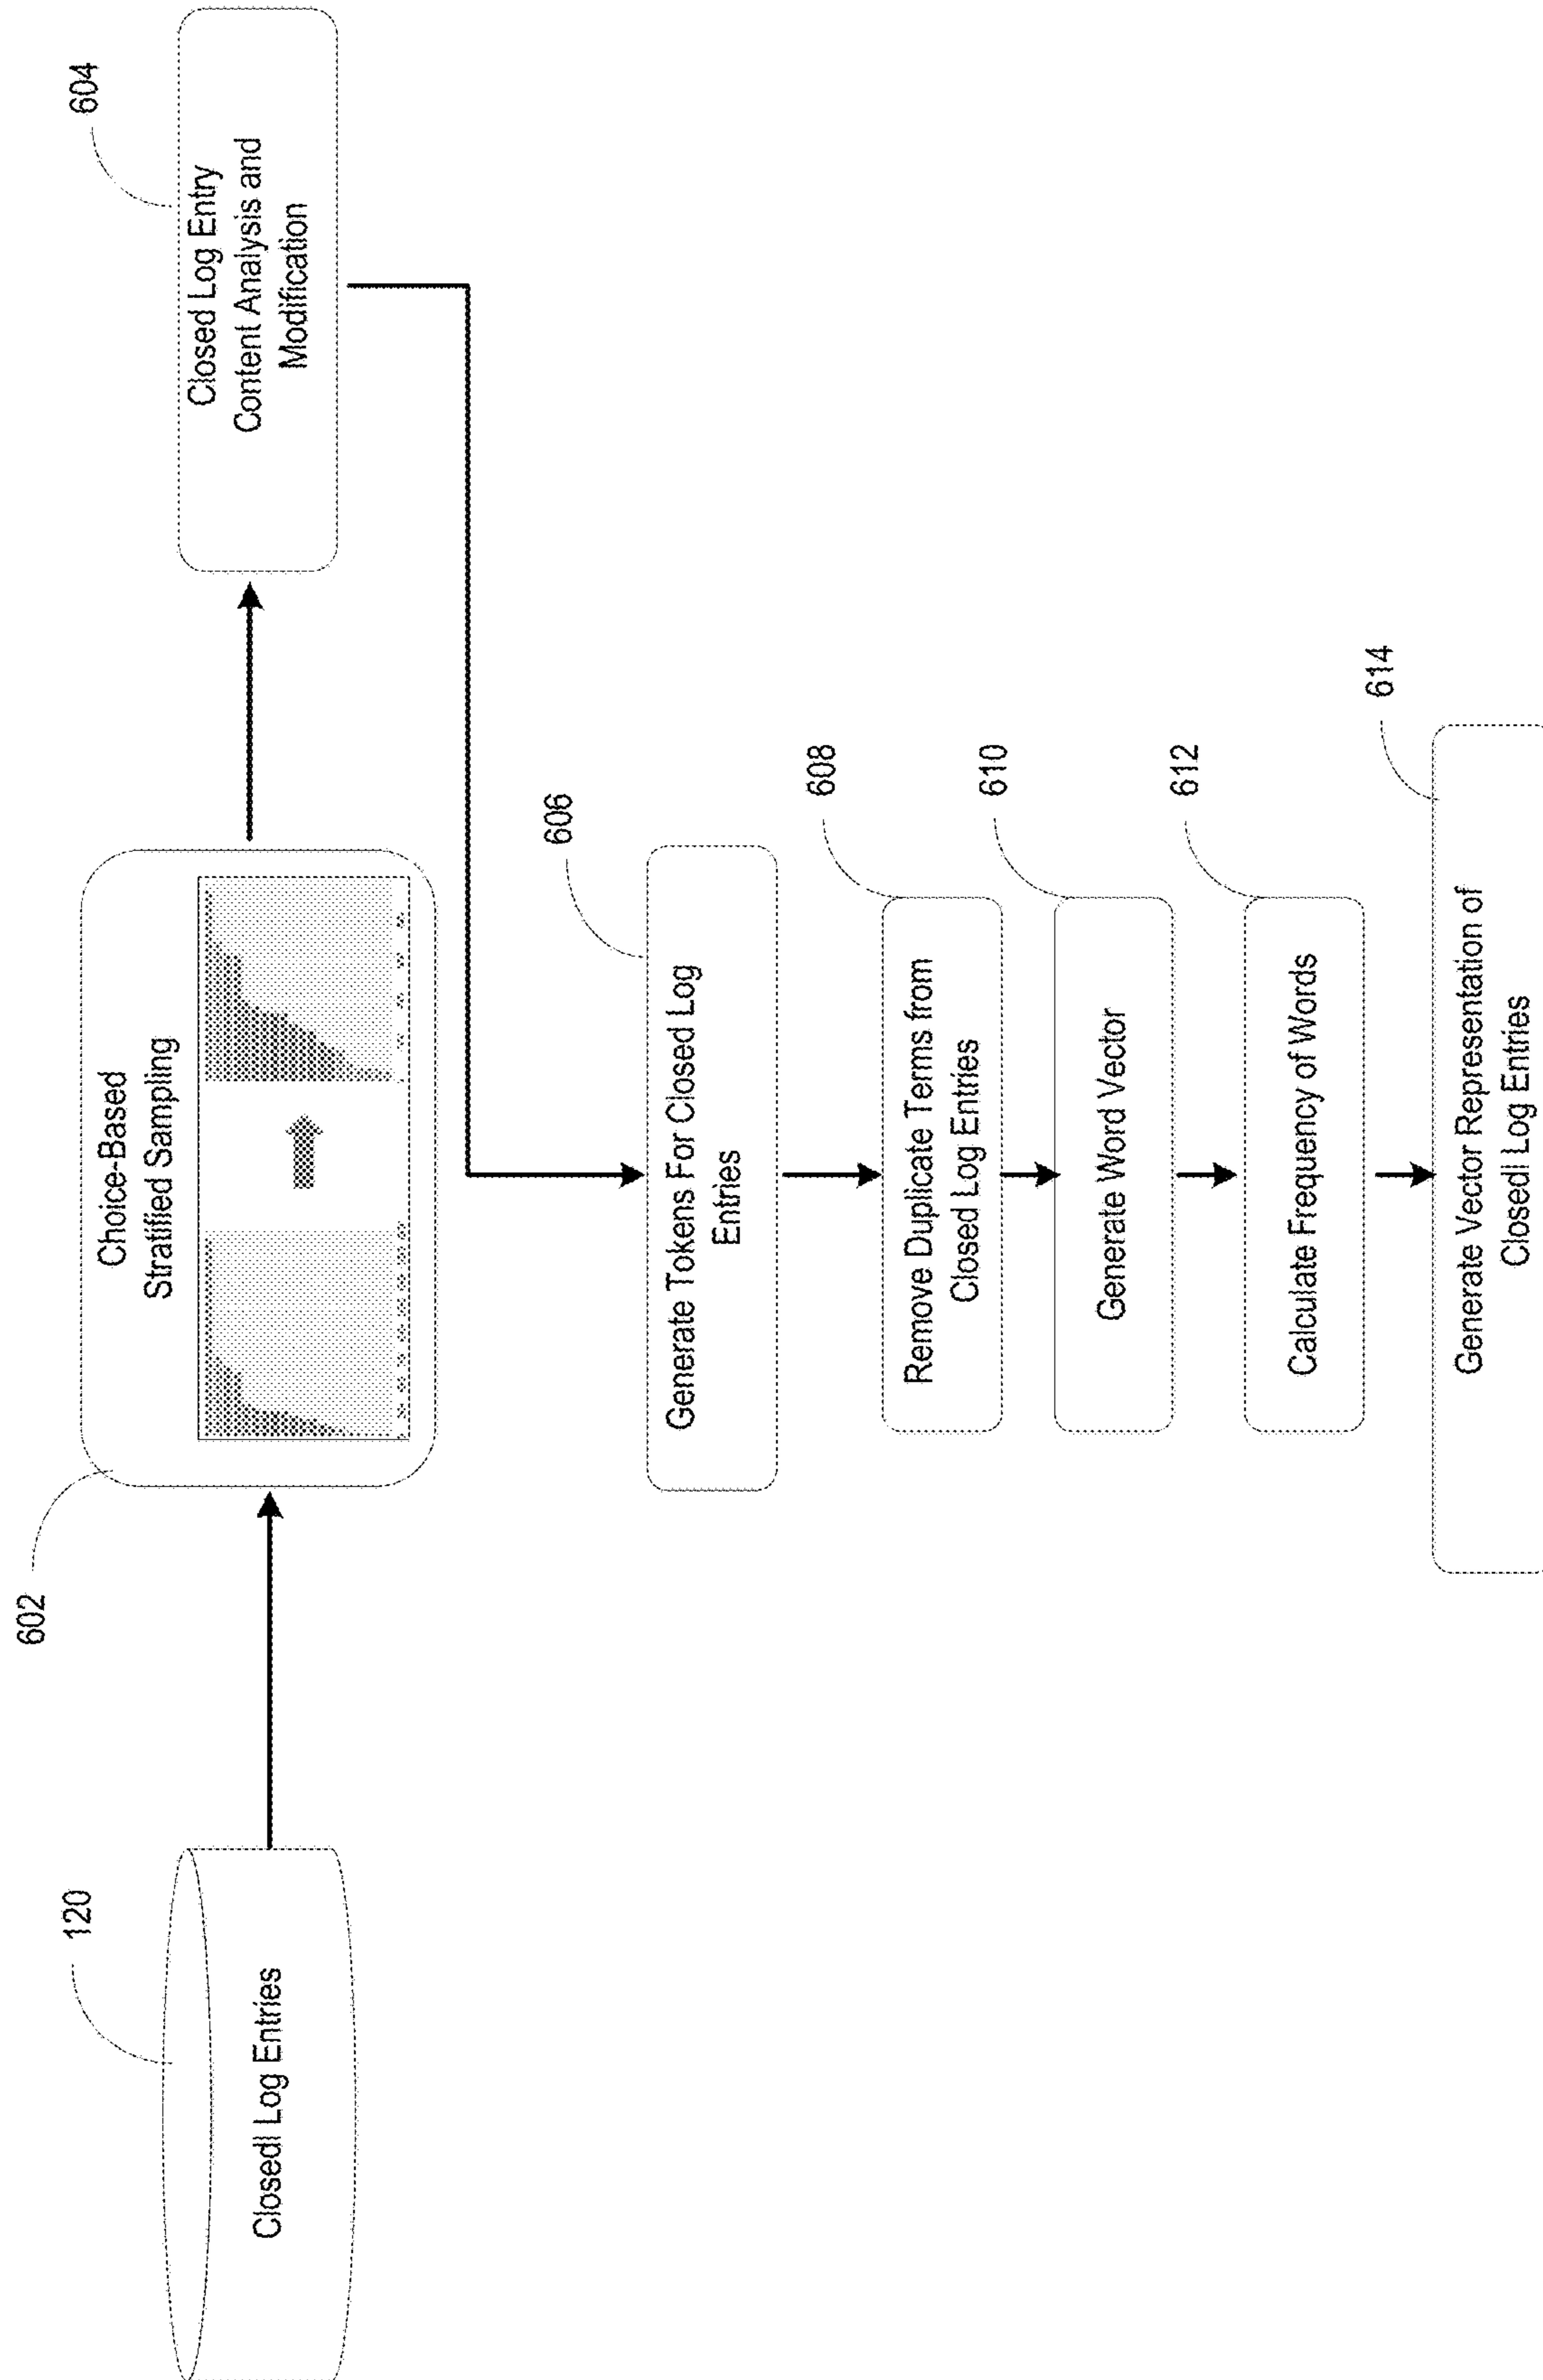 120
Closedl Log Entries
602
Choice-Based
Stratified Sampling
604
Closed Log Entry
Content Analysis and
Modification
606
Generate Tokens For Closed Log
Entries
608
Remove Duplicate Terms from
Closed Log Entries
610
Generate Word Vector
612
Calculate Frequency of Words
614
Generate Vector Representation of
Closedl Log Entries